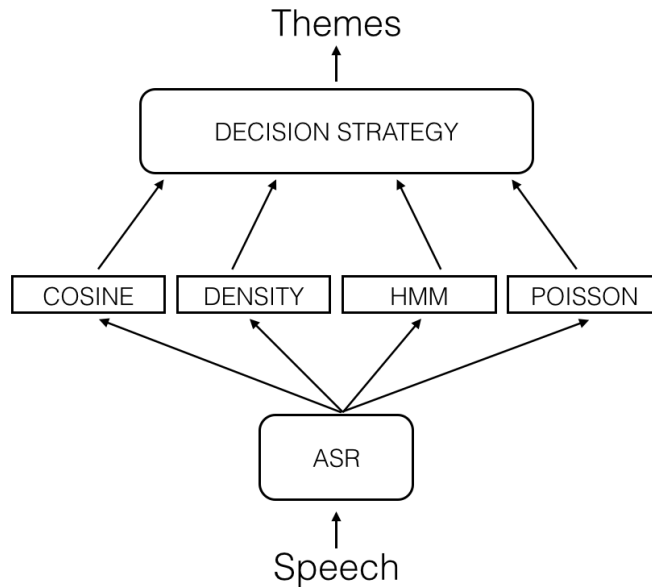 Themes
DECISION STRATEGY
COSINE
DENSITY
HMM
POISSON
ASR
Speech